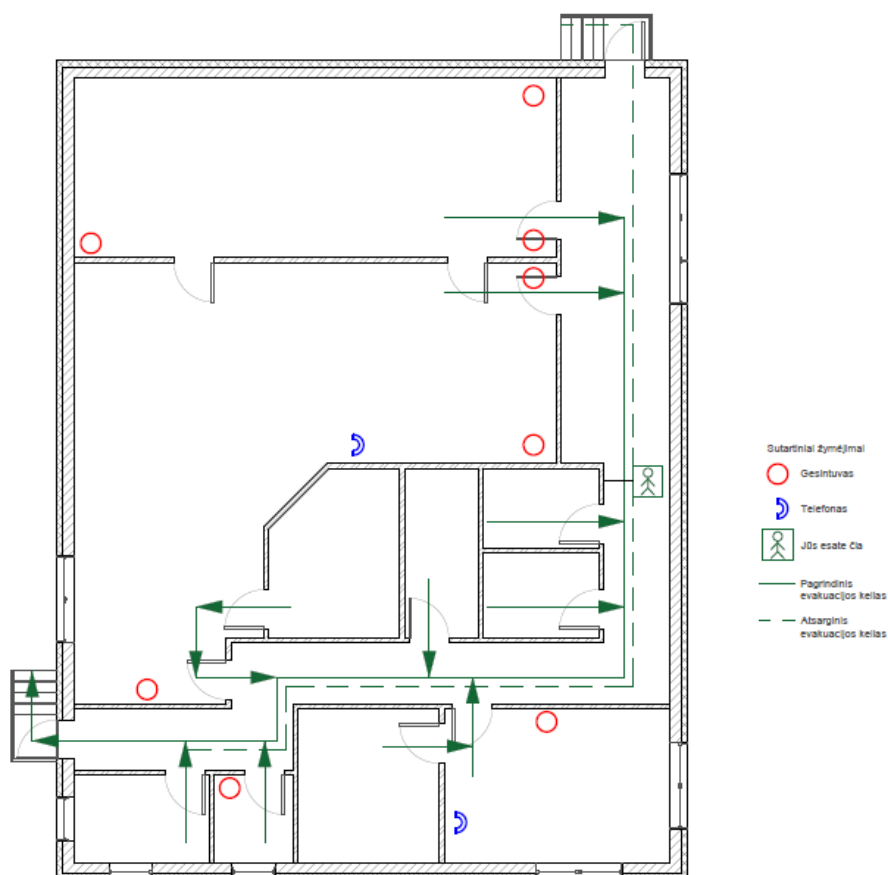 Sutartiniai žymėjimai
Gesintuvas
Telefonas
Jūs esate čia
Pagrindinis
evakuacijos kelias
Atsarginis
evakuacijos kelias